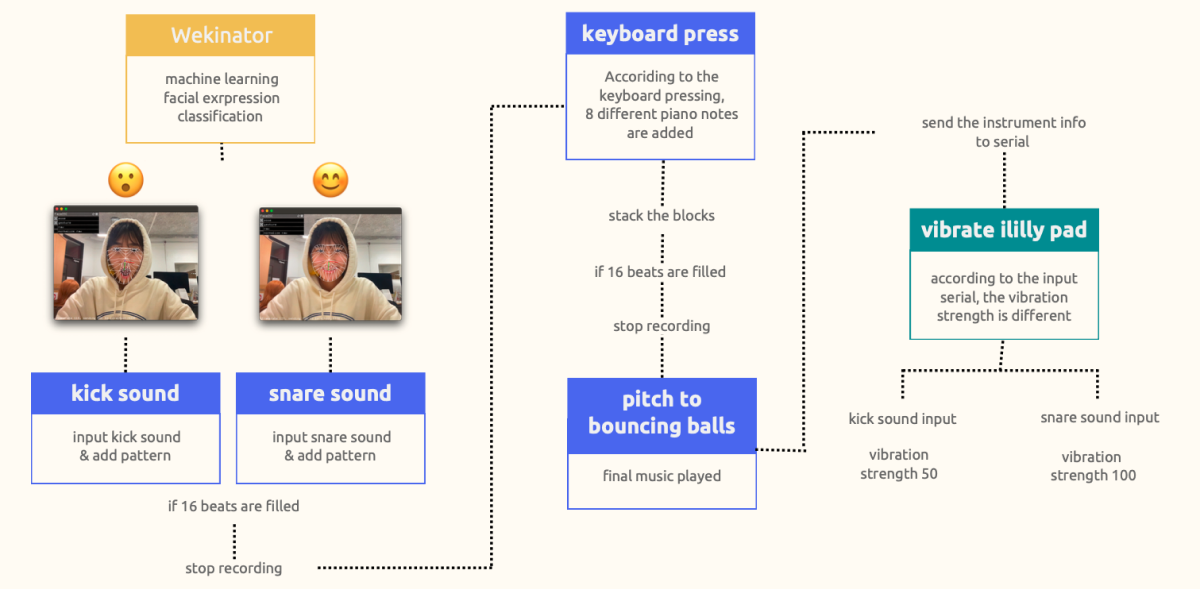 Wekinator
machine learning
facial exrpression
classification
kick sound
input kick sound
& add pattern
snare sound
input snare sound
& add pattern
if 16 beats are filled
stop recording
keyboard press
Accoriding to the
keyboard pressing,
8 different piano notes
are added
stack the blocks
if 16 beats are filled
stop recording
pitch to
bouncing balls
final music played
send the instrument info
to serial
vibrate ililly pad
according to the input
serial, the vibration
strength is different
kick sound input
vibration
strength 50
snare sound input
vibration
strength 100